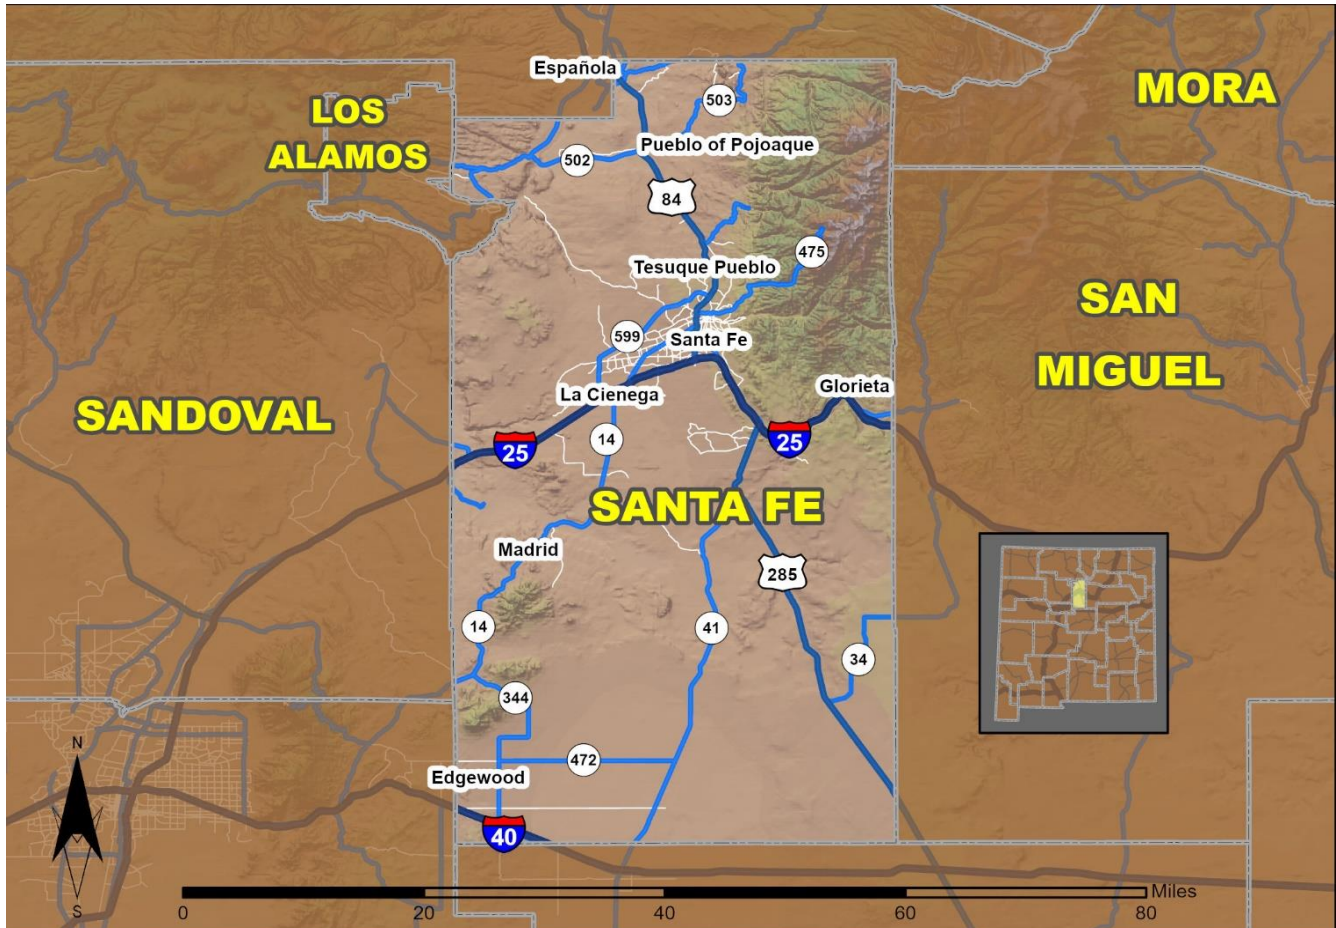 Española
503
MORA
LOS
ALAMOS
Pueblo of Pojoaque
502
84
475
Tesuque Pueblo
SAN
MIGUEL
599
Santa Fe
Glorieta
La Cienega
SANDOVAL
14
25
25
SANTA FE
Madrid
285
14
41
34
344
472
Edgewood
N
40
S
Miles
0 20 40 60 80